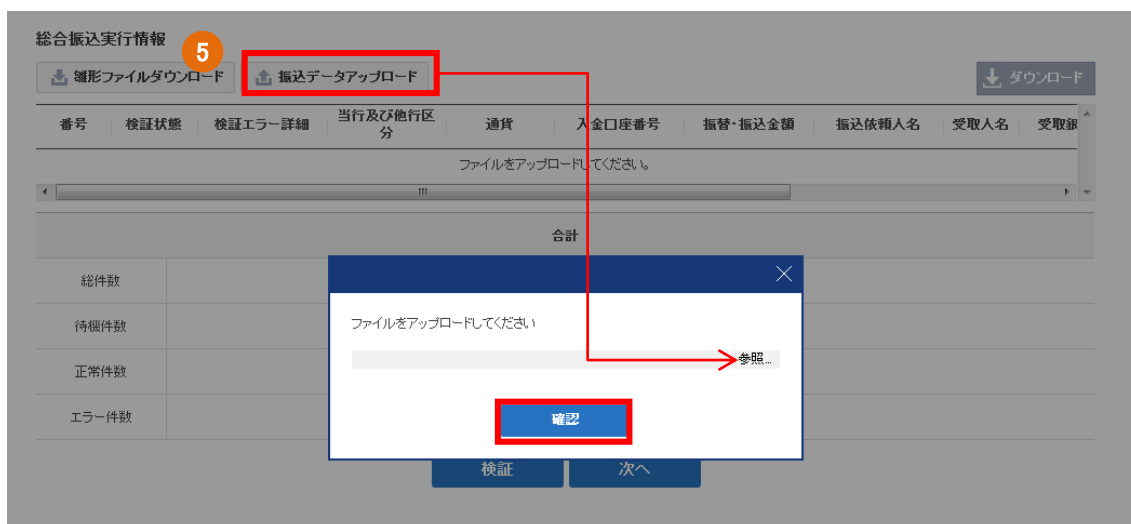 総合振込実行情報
5
雛形ファイルダウンロード
振込データアップロード
ダウンロード
番号 検証状態 検証エラー詳細 当行及び他行区分 通貨 入金口座番号 振替・振込金額 振込依頼人名 受取人名 受取銀
ファイルをアップロードしてください。
合計
総件数
待機件数
正常件数
エラー件数
ファイルをアップロードしてください
参照...
確認
検証
次へ